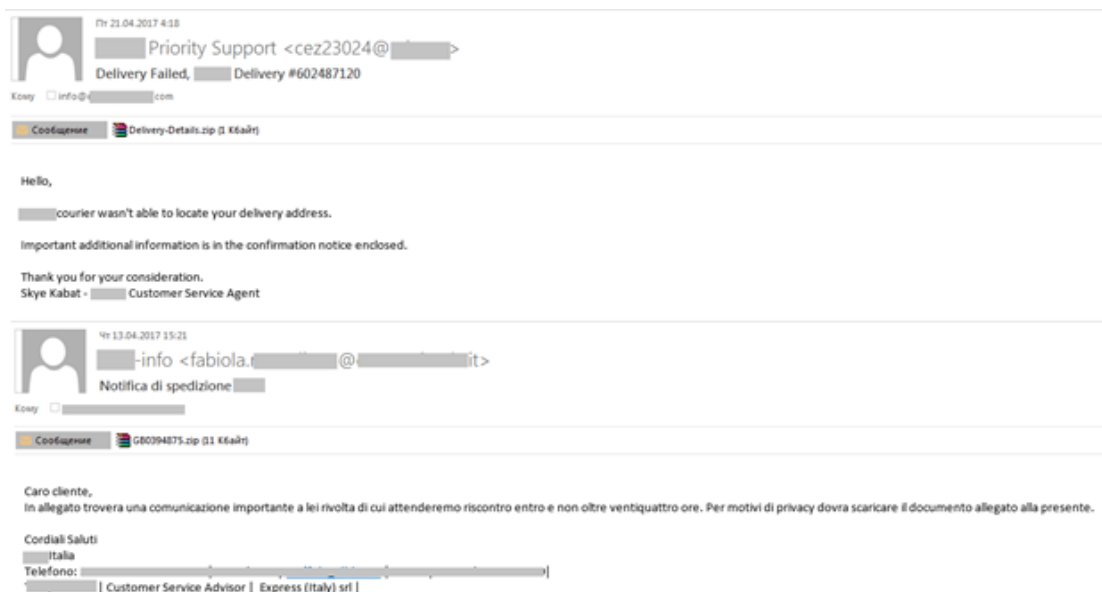 Пт 21.04.2017 4:18
Priority Support <cez23024@ >
Delivery Failed, Delivery #602487120
Кому info@ com
Сообщение Delivery-Details.zip (1 Кбайт)
Hello,
courier wasn't able to locate your delivery address.
Important additional information is in the confirmation notice enclosed.
Thank you for your consideration.
Skye Kabat - Customer Service Agent
Чт 13.04.2017 15:21
-info <fabiola. @ it>
Notifica di spedizione
Кому
Сообщение GB0394875.zip (11 Кбайт)
Caro cliente,
In allegato trovera una comunicazione importante a lei rivolta di cui attenderemo riscontro entro e non oltre ventiquattro ore. Per motivi di privacy dovra scaricare il documento allegato alla presente.
Cordiali Saluti
Italia
Telefono:
| Customer Service Advisor | Express (Italy) srl |